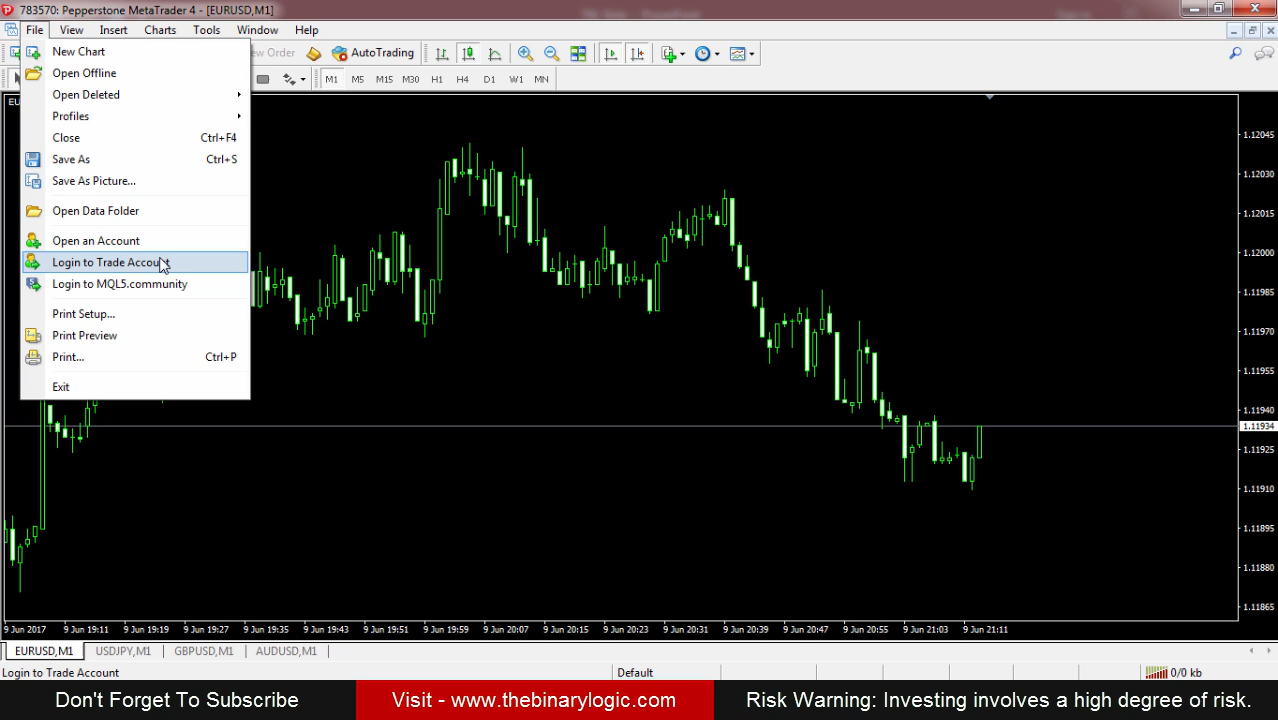 783570: Pepperstone MetaTrader 4 - [EURUSD,M1]
File View Insert Charts Tools Window Help
New Order AutoTrading
M1 M5 M15 M30 H1 H4 D1 W1 MN
New Chart
Open Offline
Open Deleted
Profiles
Close Ctrl+F4
Save As Ctrl+S
Save As Picture...
Open Data Folder
Open an Account
Login to Trade Account
Login to MQL5.community
Print Setup...
Print Preview
Print... Ctrl+P
Exit
1.12045
1.12030
1.12015
1.12000
1.11985
1.11970
1.11955
1.11940
1.11934
1.11925
1.11910
1.11895
1.11880
1.11865
9 Jun 2017 9 Jun 19:11 9 Jun 19:19 9 Jun 19:27 9 Jun 19:35 9 Jun 19:43 9 Jun 19:51 9 Jun 19:59 9 Jun 20:07 9 Jun 20:15 9 Jun 20:23 9 Jun 20:31 9 Jun 20:39 9 Jun 20:47 9 Jun 20:55 9 Jun 21:03 9 Jun 21:11
EURUSD,M1 USDJPY,M1 GBPUSD,M1 AUDUSD,M1
Login to Trade Account Default 0/0 kb
Don't Forget To Subscribe Visit - www.thebinarylogic.com Risk Warning: Investing involves a high degree of risk.